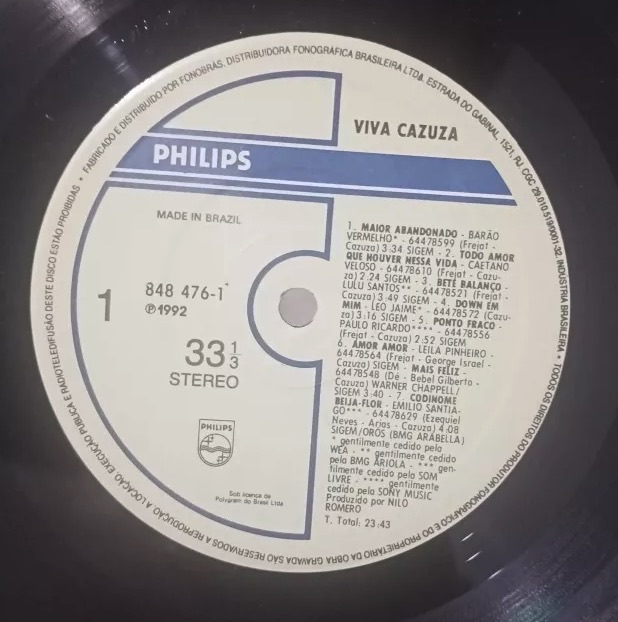 FABRICADO E DISTRIBUIDO POR FONOBRÁS. DISTRIBUIDORA FONOGRÁFICA BRASILEIRA LTDA. ESTRADA DO GABINAL, 1521, RJ. CGC 29.010.519/0001-32. INDÚSTRIA BRASILEIRA • TODOS OS DIREITOS DO PRODUTOR FONOGRÁFICO E DO PROPRIETÁRIO DA OBRA GRAVADA SÃO RESERVADOS A REPRODUÇÃO, A LOCAÇÃO, EXECUÇÃO PÚBLICA E RADIOTELEDIFUSÃO DESTE DISCO ESTÃO PROIBIDAS •
VIVA CAZUZA
PHILIPS
MADE IN BRAZIL
1
848 476-1*
℗1992
33 1/3
STEREO
PHILIPS
Sob licença de
Polygram do Brasil Ltda
1. MAIOR ABANDONADO - BARÃO
VERMELHO* - 64478599 (Frejat -
Cazuza) 3:34 SIGEM - 2. TODO AMOR
QUE HOUVER NESSA VIDA - CAETANO
VELOSO - 64478610 (Frejat - Cazu-
za) 2:24 SIGEM - 3. BETE BALANÇO -
LULU SANTOS** - 64478521 (Frejat -
Cazuza) 3:49 SIGEM - 4. DOWN EM
MIM - LEO JAIME* - 64478572 (Cazu-
za) 3:16 SIGEM - 5. PONTO FRACO -
PAULO RICARDO**** - 64478556
(Frejat - Cazuza) 2:52 SIGEM
6. AMOR AMOR - LEILA PINHEIRO -
64478564 (Frejat - George Israel -
Cazuza) SIGEM - MAIS FELIZ -
64478548 (Dé - Bebel Gilberto -
Cazuza) WARNER CHAPPELL/
SIGEM 3:40 - 7. CODINOME
BEIJA-FLOR - EMILIO SANTIA-
GO*** - 64478629 (Ezequiel
Neves - Arias - Cazuza) 4:08
SIGEM/ORÓS (BMG ARABELLA)
* gentilmente cedido pela
WEA - ** gentilmente cedido
pela BMG ARIOLA - *** gen-
tilmente cedido pela SOM
LIVRE - **** gentilmente
cedido pela SONY MUSIC
Produzido por NILO
ROMERO
T. Total: 23:43